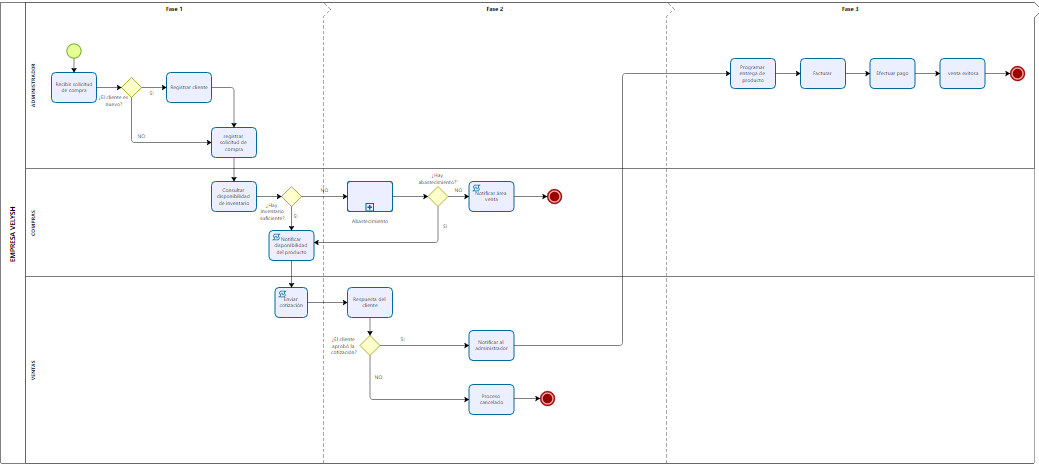 Fase 1
Fase 2
Fase 3
EMPRESA VELYSH
ADMINISTRADOR
Recibir solicitud
de compra
¿El cliente es
nuevo?
SI
NO
Registrar cliente
registrar
solicitud de
compra
Programar
entrega de
producto
Facturar
Efectuar pago
venta exitosa
COMPRAS
Consultar
disponibilidad
de inventario
¿Hay
inventario
suficiente?
NO
SI
Notificar
disponibilidad
del producto
Abastecimiento
¿Hay
abastecimiento?
NO
SI
Notificar área
venta
VENTAS
Enviar
cotización
Respuesta del
cliente
¿El cliente
aprobó la
cotización?
SI
NO
Notificar al
administrador
Proceso
cancelado